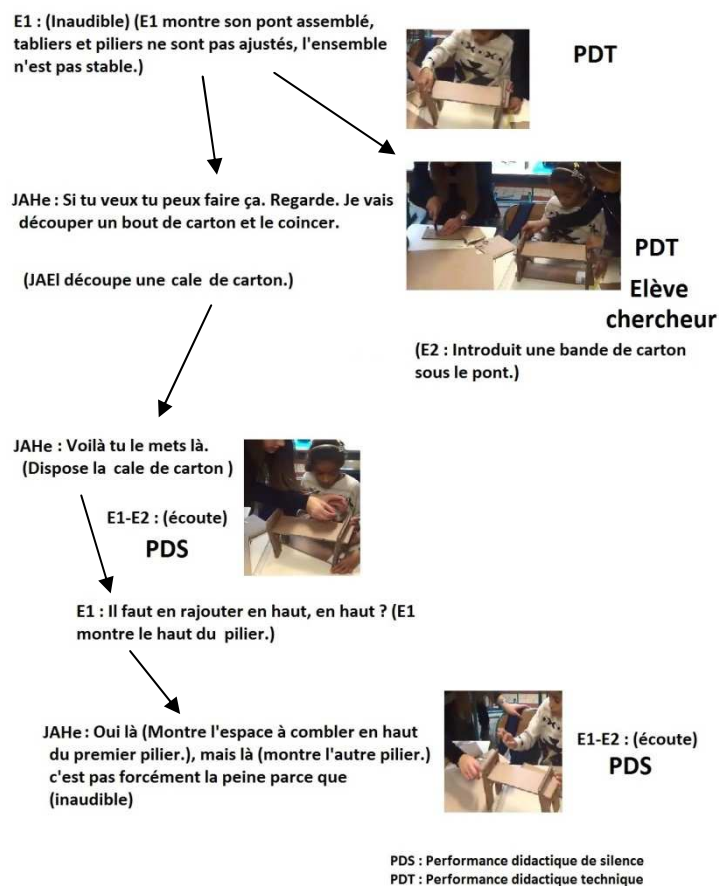 E1 : (Inaudible) (E1 montre son pont assemblé,
tabliers et piliers ne sont pas ajustés, l'ensemble
n'est pas stable.)
PDT
JAHe : Si tu veux tu peux faire ça. Regarde. Je vais
découper un bout de carton et le coincer.
(JAEl découpe une cale de carton.)
PDT
Elève
chercheur
(E2 : Introduit une bande de carton
sous le pont.)
JAHe : Voilà tu le mets là.
(Dispose la cale de carton )
E1-E2 : (écoute)
PDS
E1 : Il faut en rajouter en haut, en haut ? (E1
montre le haut du pilier.)
JAHe : Oui là (Montre l'espace à combler en haut
du premier pilier.), mais là (montre l'autre pilier.)
c'est pas forcément la peine parce que
(inaudible)
E1-E2 : (écoute)
PDS
PDS : Performance didactique de silence
PDT : Performance didactique technique